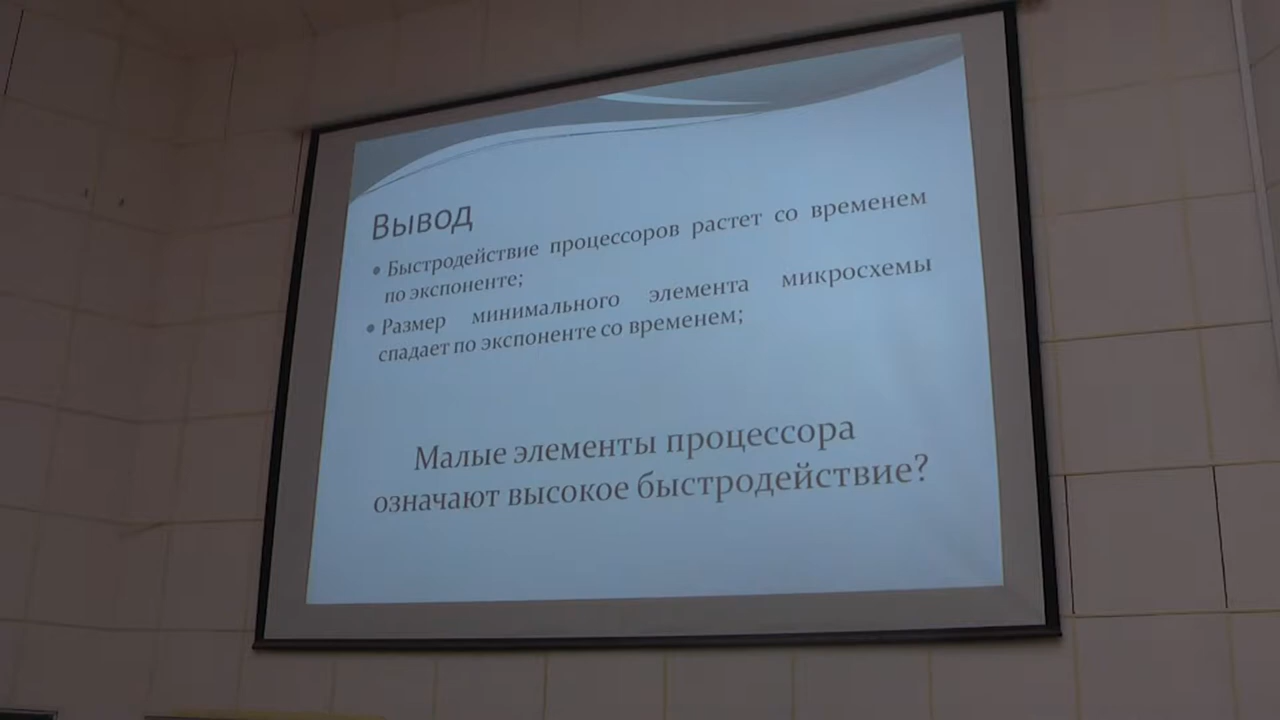 Вывод
• Быстродействие процессоров растет со временем
по экспоненте;
• Размер минимального элемента микросхемы
спадает по экспоненте со временем;
Малые элементы процессора
означают высокое быстродействие?